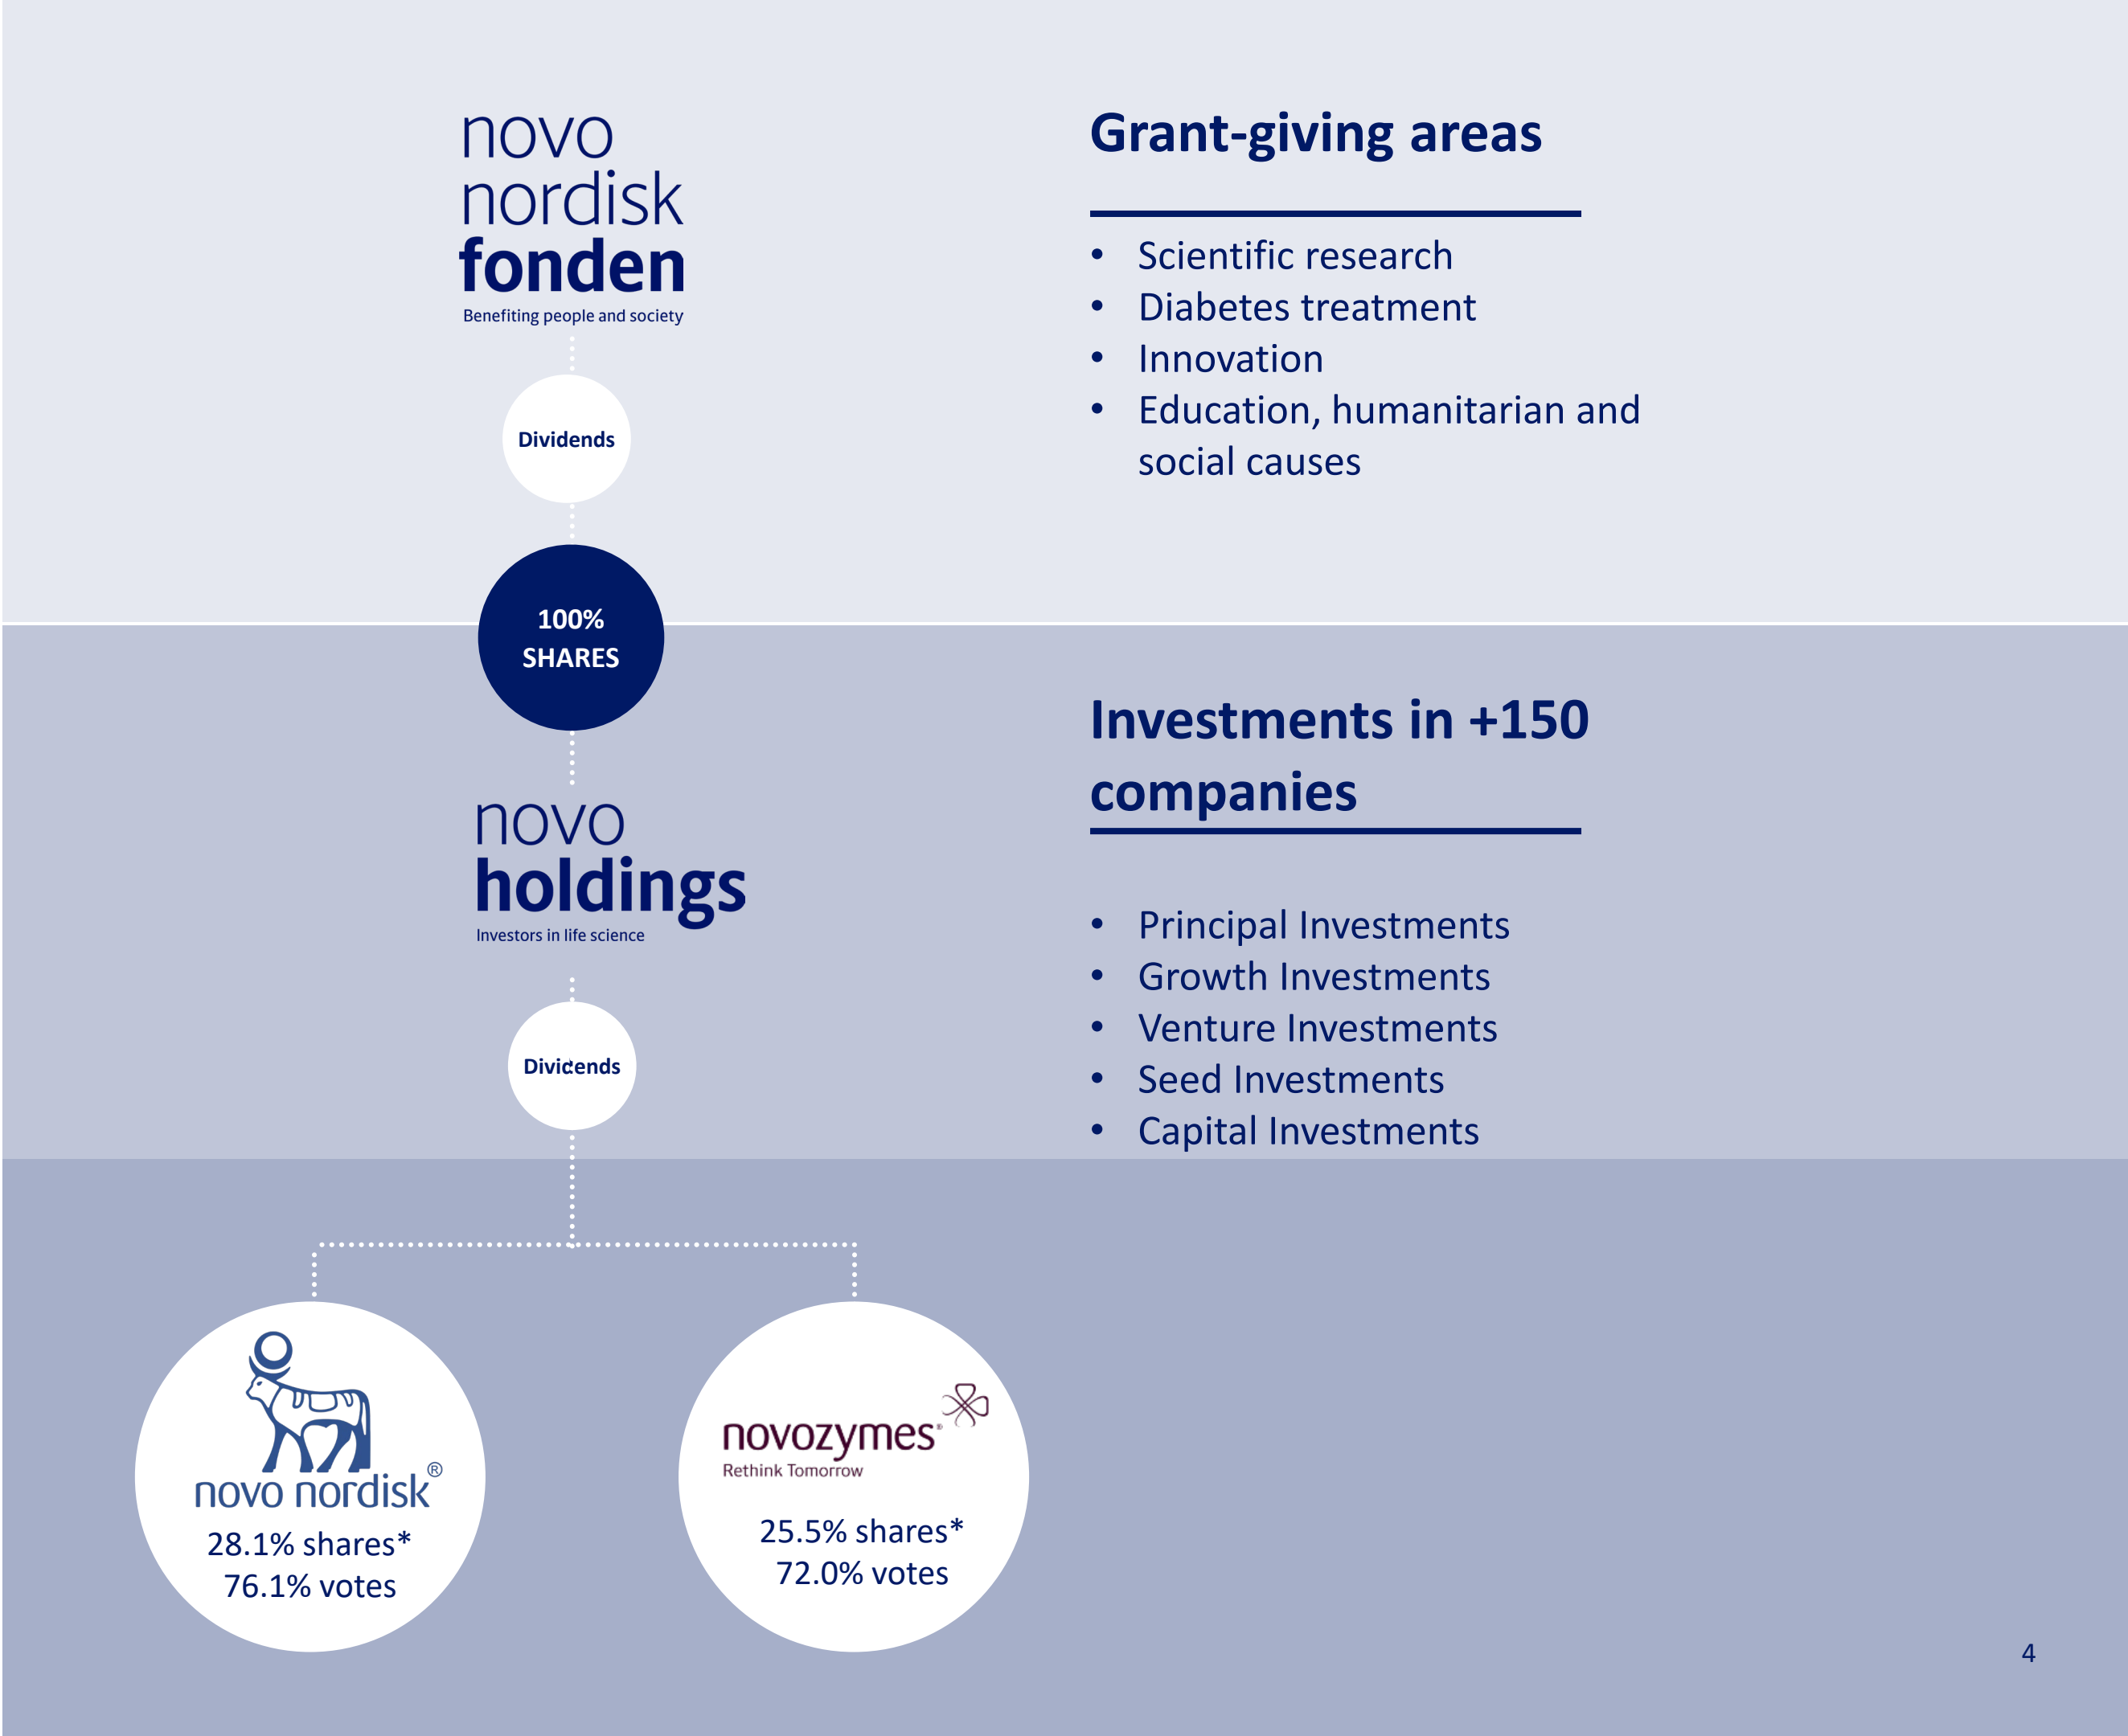 novo
nordisk
fonden
Benefiting people and society
Dividends
100%
SHARES
Grant-giving areas
• Scientific research
• Diabetes treatment
• Innovation
• Education, humanitarian and
social causes
novo
holdings
Investors in life science
Dividends
Investments in +150
companies
• Principal Investments
• Growth Investments
• Venture Investments
• Seed Investments
• Capital Investments
novo nordisk®
28.1% shares*
76.1% votes
novozymes®
Rethink Tomorrow
25.5% shares*
72.0% votes
4